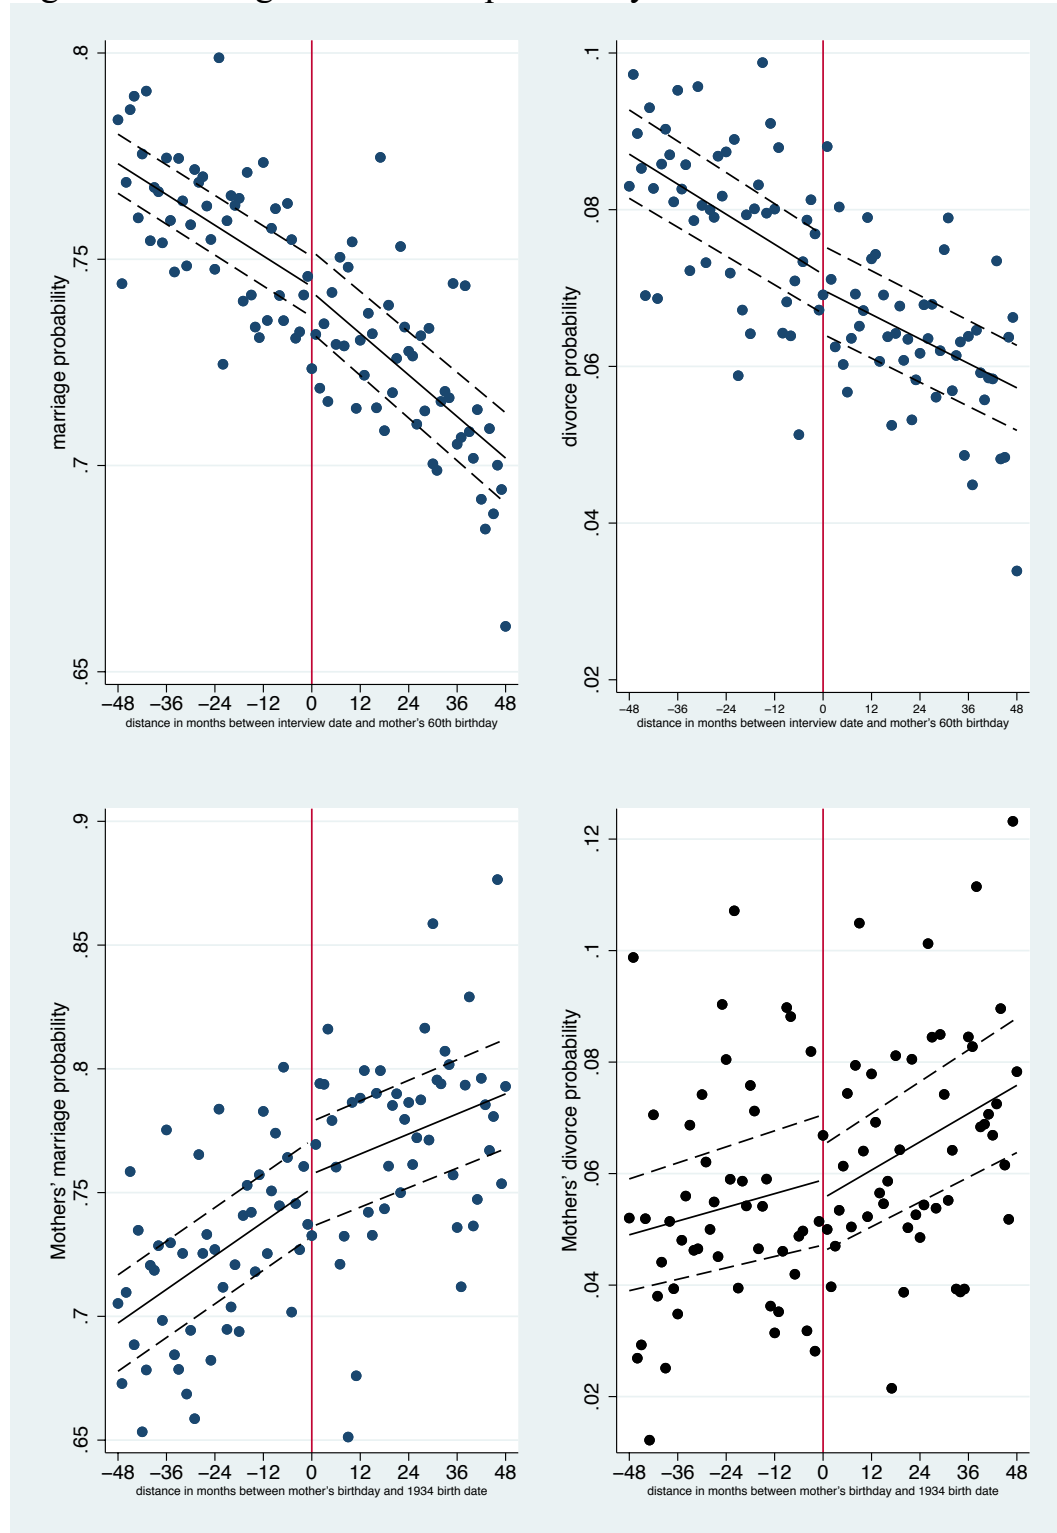 .8
.75
.7
.65
marriage probability
−48 −36 −24 −12 0 12 24 36 48
distance in months between interview date and mother's 60th birthday
.1
.08
.06
.04
.02
divorce probability
−48 −36 −24 −12 0 12 24 36 48
distance in months between interview date and mother's 60th birthday
.9
.85
.8
.75
.7
.65
Mothers' marriage probability
−48 −36 −24 −12 0 12 24 36 48
distance in months between mother's birthday and 1934 birth date
.12
.1
.08
.06
.04
.02
Mothers' divorce probability
−48 −36 −24 −12 0 12 24 36 48
distance in months between mother's birthday and 1934 birth date